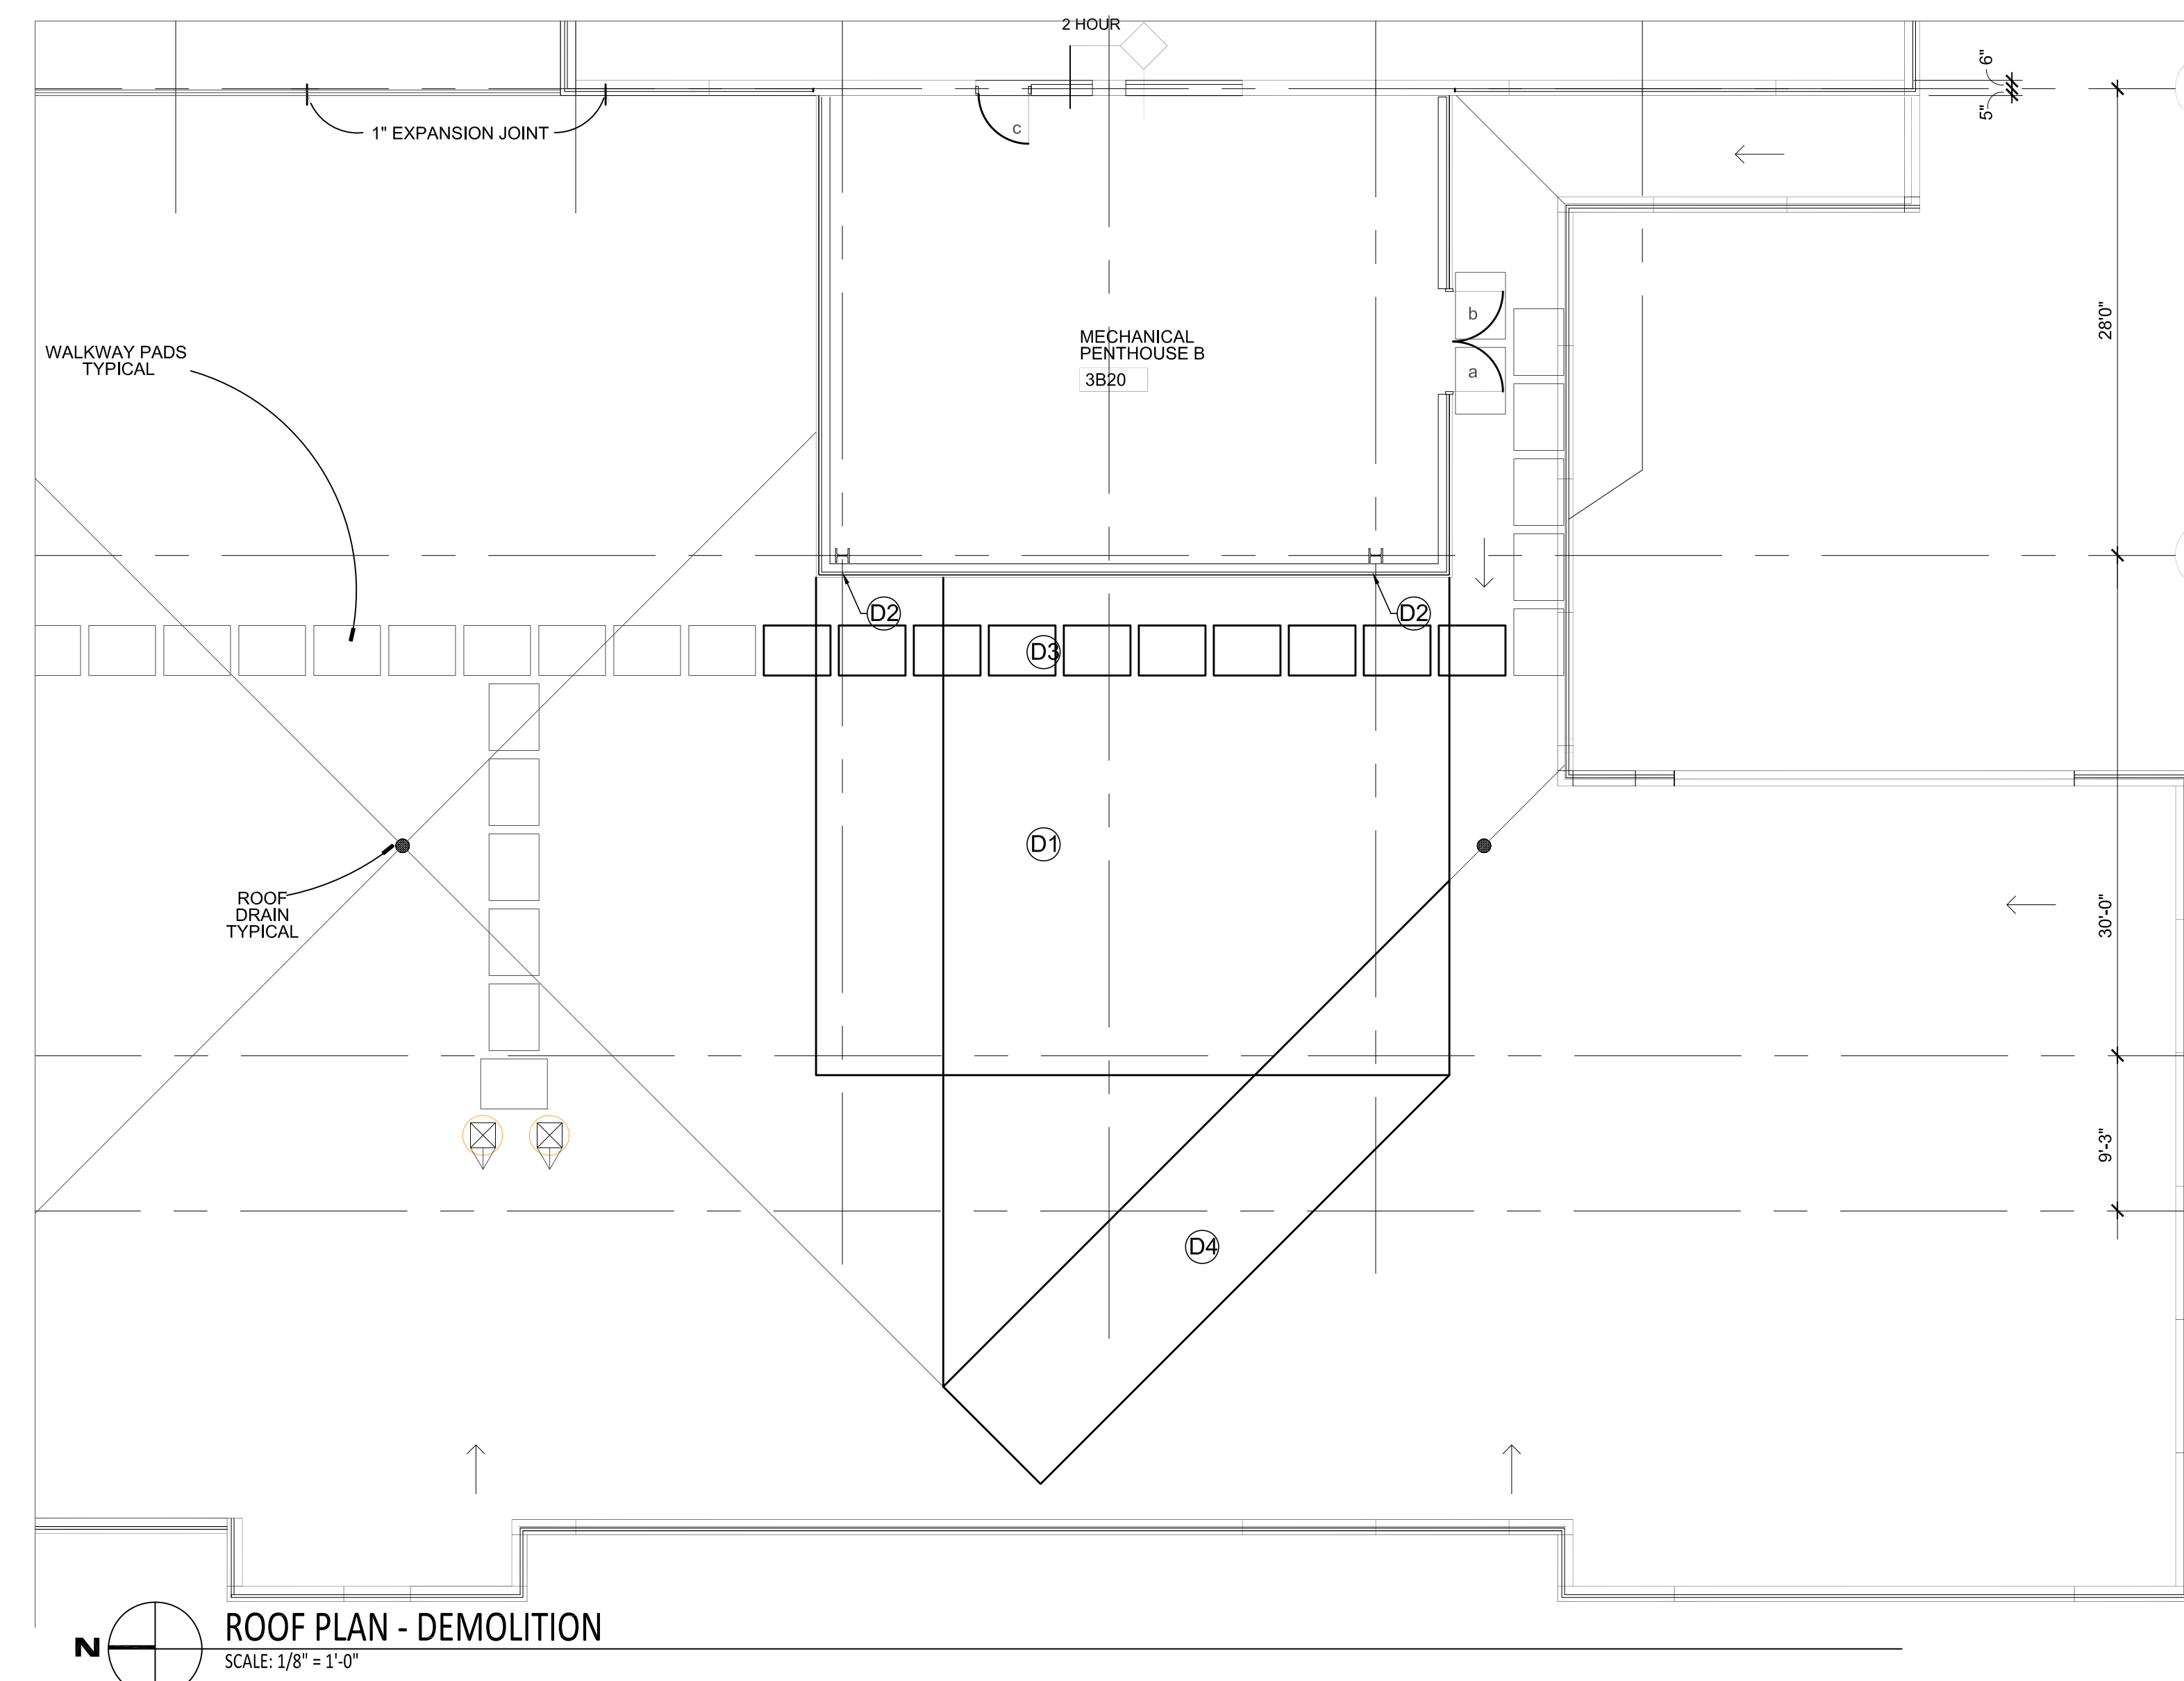 2 HOUR
6"
5"
1" EXPANSION JOINT
c
b
a
28'0"
MECHANICAL
PENTHOUSE B
3B20
WALKWAY PADS
TYPICAL
D2
D2
D3
D1
ROOF
DRAIN
TYPICAL
30'-0"
9'-3"
D4
ROOF PLAN - DEMOLITION
SCALE: 1/8" = 1'-0"
N